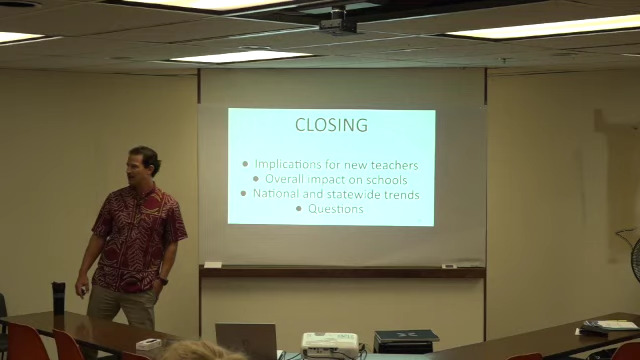 CLOSING
● Implications for new teachers
● Overall impact on schools
● National and statewide trends
● Questions